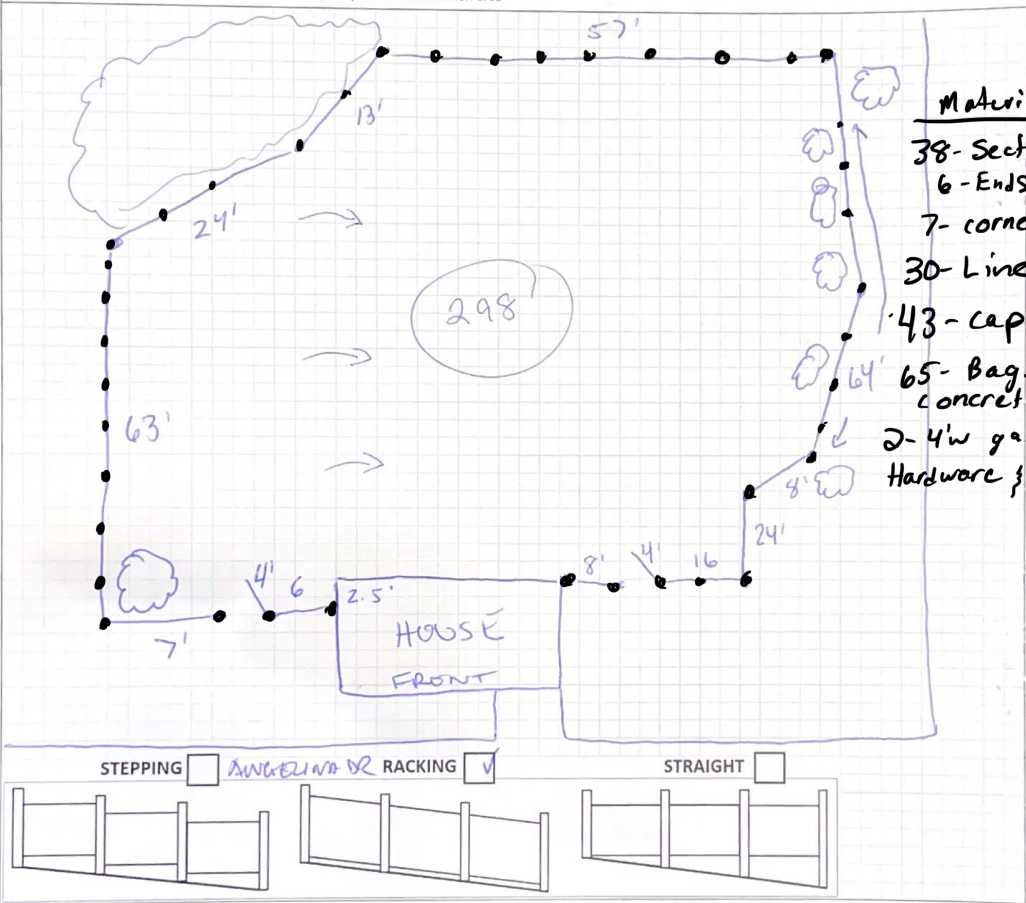 57'
13'
24'
298'
63'
64'
8'
24'
8'
4'
16
4'
6
2.5'
7'
HOUSE
FRONT
Materi
38- Sect
6- Ends
7- corne
30- Line
43- cap
65- Bag
concret
2- 4'w ga
Hardware &
STEPPING
ANGELINA DR
RACKING
STRAIGHT